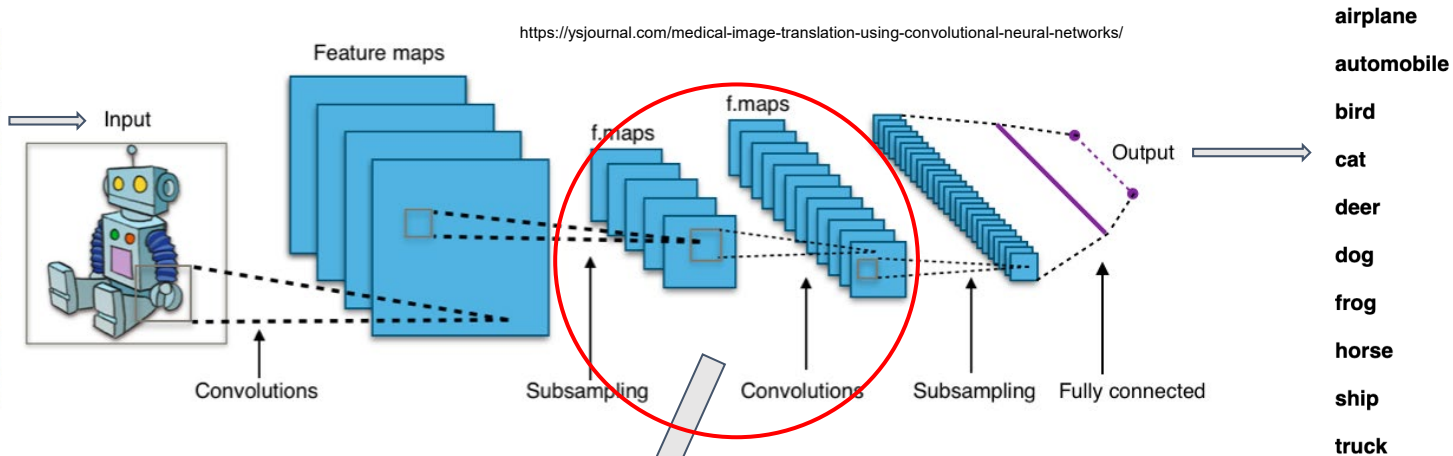 https://ysjournal.com/medical-image-translation-using-convolutional-neural-networks/
Input
Feature maps
f.maps
f.maps
Output
Convolutions
Subsampling
Convolutions
Subsampling
Fully connected
airplane
automobile
bird
cat
deer
dog
frog
horse
ship
truck